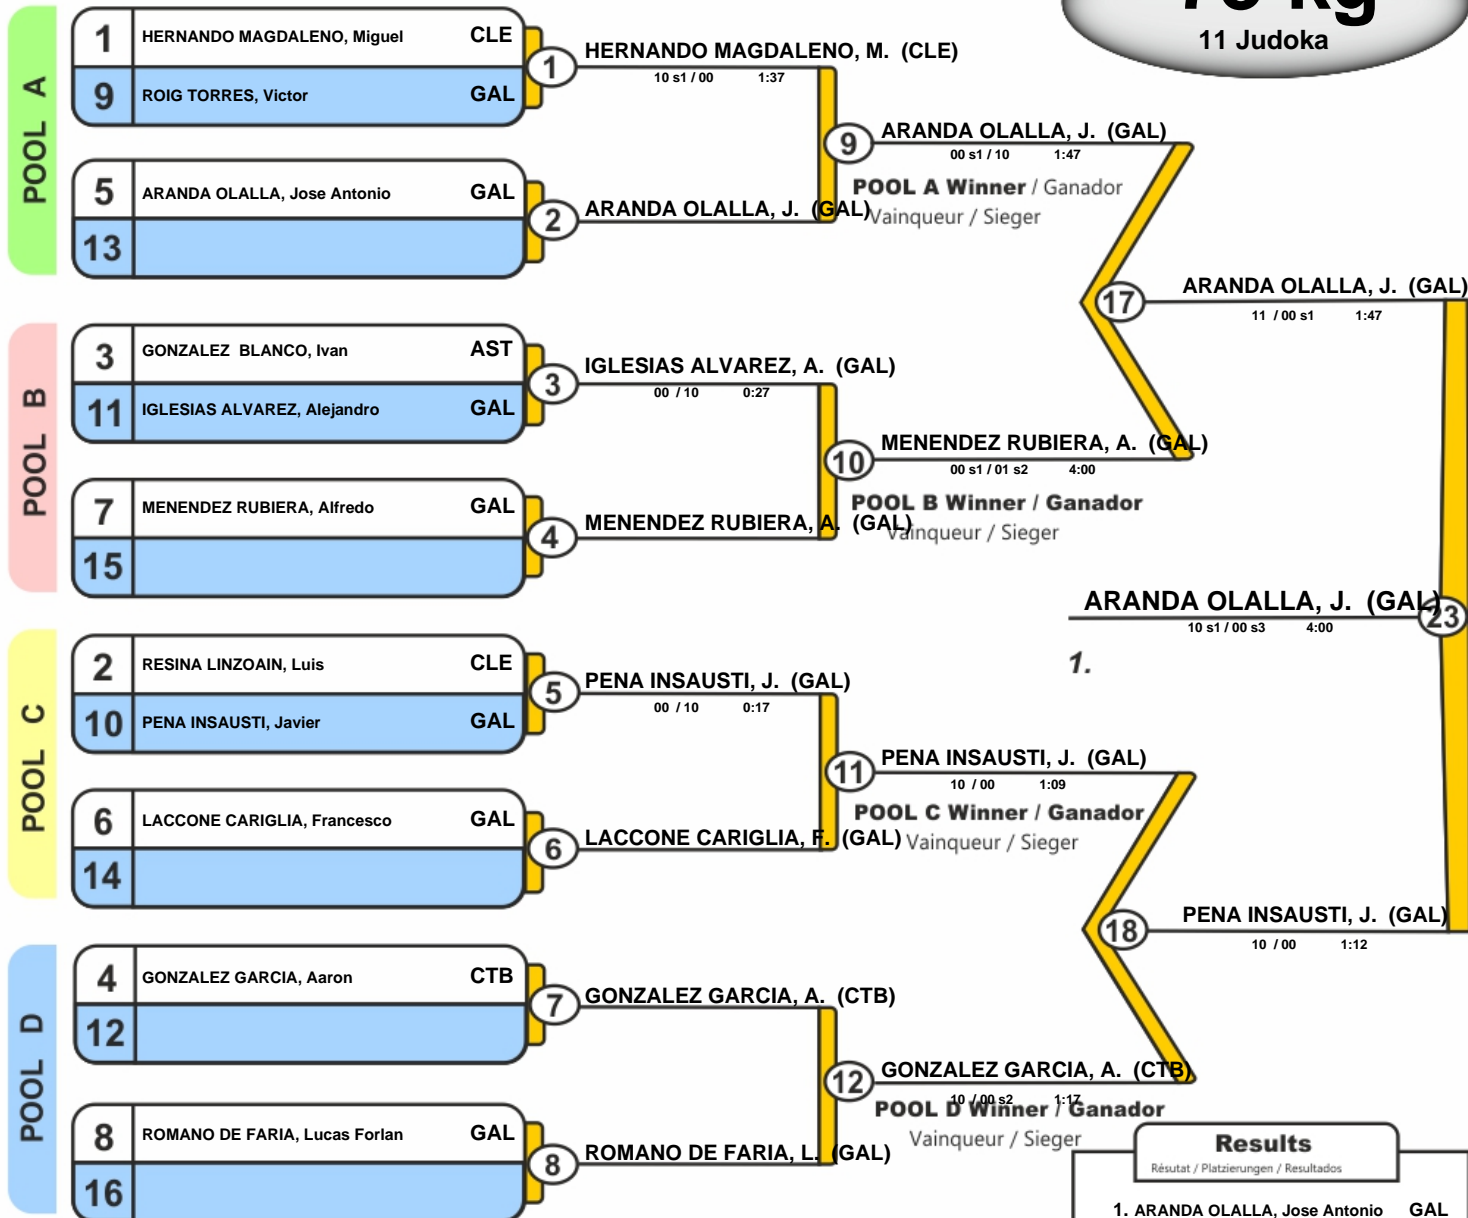 73 kg
11 Judoka
POOL A
1 HERNANDO MAGDALENO, Miguel CLE
9 ROIG TORRES, Victor GAL
1
HERNANDO MAGDALENO, M. (CLE)
10 s1 / 00 1:37
5 ARANDA OLALLA, Jose Antonio GAL
13
2
ARANDA OLALLA, J. (GAL)
9
ARANDA OLALLA, J. (GAL)
00 s1 / 10 1:47
POOL A Winner / Ganador
Vainqueur / Sieger
POOL B
3 GONZALEZ BLANCO, Ivan AST
11 IGLESIAS ALVAREZ, Alejandro GAL
3
IGLESIAS ALVAREZ, A. (GAL)
00 / 10 0:27
7 MENENDEZ RUBIERA, Alfredo GAL
15
4
MENENDEZ RUBIERA, A. (GAL)
10
MENENDEZ RUBIERA, A. (GAL)
00 s1 / 01 s2 4:00
POOL B Winner / Ganador
Vainqueur / Sieger
17
ARANDA OLALLA, J. (GAL)
11 / 00 s1 1:47
ARANDA OLALLA, J. (GAL)
23
10 s1 / 00 s3 4:00
1.
POOL C
2 RESINA LINZOAIN, Luis CLE
10 PENA INSAUSTI, Javier GAL
5
PENA INSAUSTI, J. (GAL)
00 / 10 0:17
6 LACCONE CARIGLIA, Francesco GAL
14
6
LACCONE CARIGLIA, F. (GAL)
11
PENA INSAUSTI, J. (GAL)
10 / 00 1:09
POOL C Winner / Ganador
Vainqueur / Sieger
POOL D
4 GONZALEZ GARCIA, Aaron CTB
12
7
GONZALEZ GARCIA, A. (CTB)
8 ROMANO DE FARIA, Lucas Forlan GAL
16
8
ROMANO DE FARIA, L. (GAL)
12
GONZALEZ GARCIA, A. (CTB)
10 / 00 s2 1:17
POOL D Winner / Ganador
Vainqueur / Sieger
18
PENA INSAUSTI, J. (GAL)
10 / 00 1:12
Results
Résutat / Platzierungen / Resultados
1. ARANDA OLALLA, Jose Antonio GAL